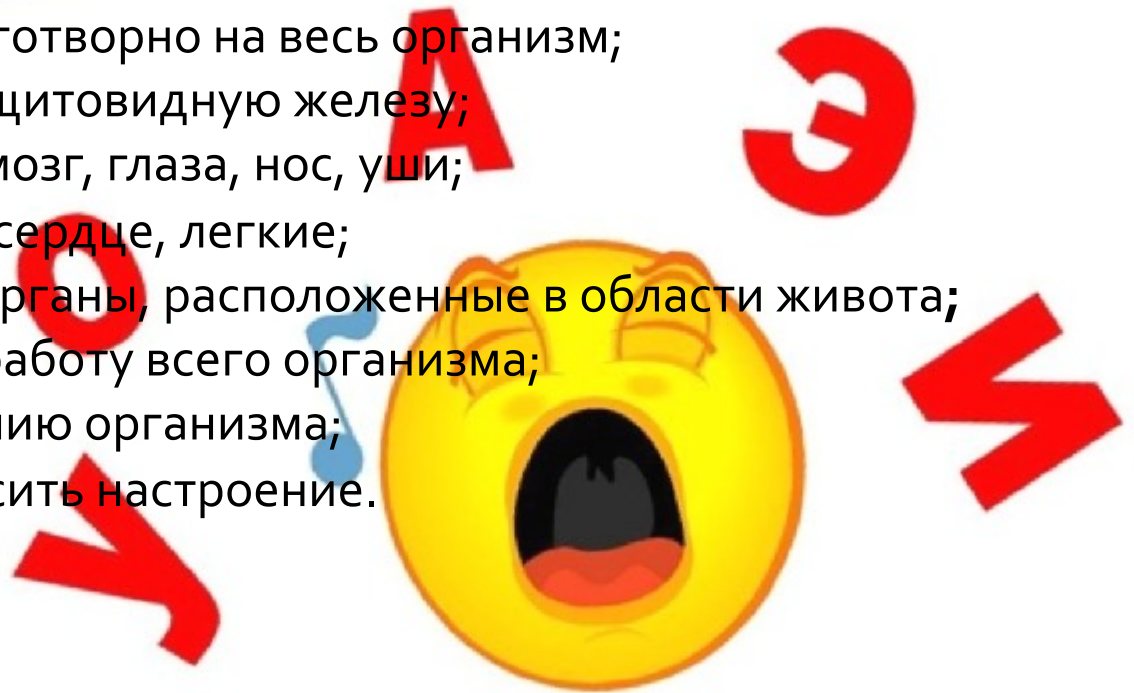 готворно на весь организм;
щитовидную железу;
мозг, глаза, нос, уши;
сердце, легкие;
рганы, расположенные в области живота;
работу всего организма;
нию организма;
сить настроение.
А
Э
О
И
У